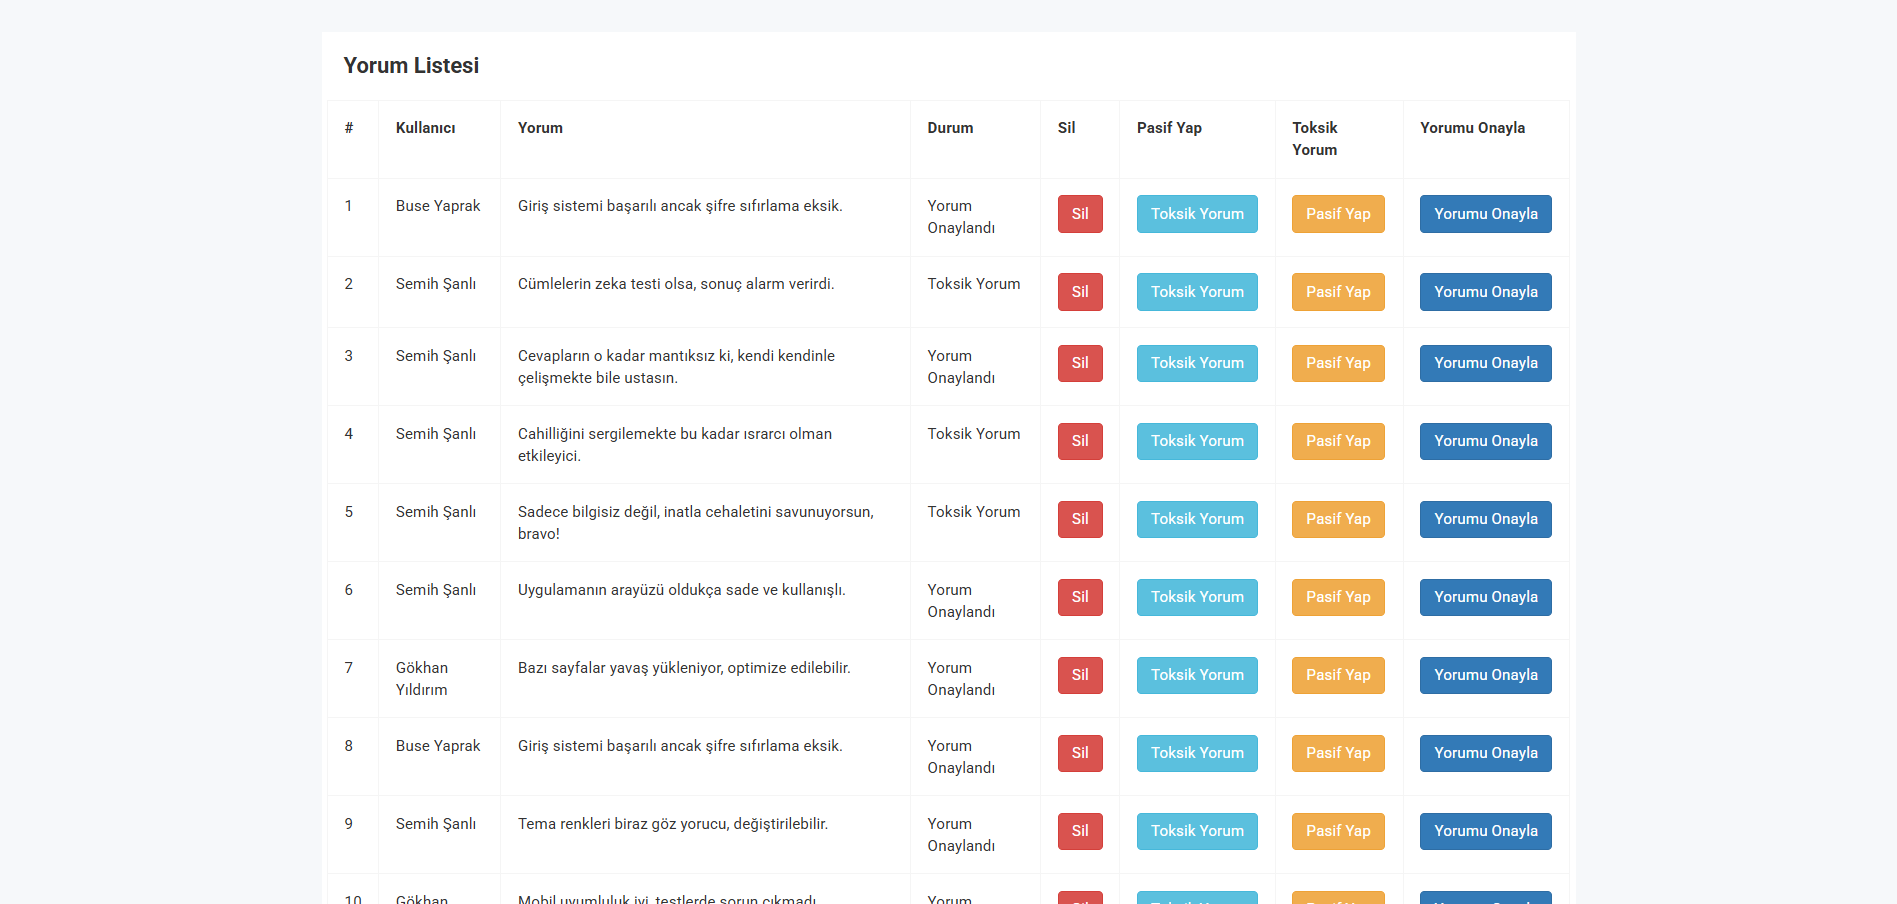 Yorum Listesi
# Kullanıcı Yorum Durum Sil Pasif Yap Toksik Yorum Yorumu Onayla
1 Buse Yaprak Giriş sistemi başarılı ancak şifre sıfırlama eksik. Yorum Onaylandı Sil Toksik Yorum Pasif Yap Yorumu Onayla
2 Semih Şanlı Cümlelerin zeka testi olsa, sonuç alarm verirdi. Toksik Yorum Sil Toksik Yorum Pasif Yap Yorumu Onayla
3 Semih Şanlı Cevapların o kadar mantıksız ki, kendi kendinle çelişmekte bile ustasın. Yorum Onaylandı Sil Toksik Yorum Pasif Yap Yorumu Onayla
4 Semih Şanlı Cahilliğini sergilemekte bu kadar ısrarcı olman etkileyici. Toksik Yorum Sil Toksik Yorum Pasif Yap Yorumu Onayla
5 Semih Şanlı Sadece bilgisiz değil, inatla cehaletini savunuyorsun, bravo! Toksik Yorum Sil Toksik Yorum Pasif Yap Yorumu Onayla
6 Semih Şanlı Uygulamanın arayüzü oldukça sade ve kullanışlı. Yorum Onaylandı Sil Toksik Yorum Pasif Yap Yorumu Onayla
7 Gökhan Yıldırım Bazı sayfalar yavaş yükleniyor, optimize edilebilir. Yorum Onaylandı Sil Toksik Yorum Pasif Yap Yorumu Onayla
8 Buse Yaprak Giriş sistemi başarılı ancak şifre sıfırlama eksik. Yorum Onaylandı Sil Toksik Yorum Pasif Yap Yorumu Onayla
9 Semih Şanlı Tema renkleri biraz göz yorucu, değiştirilebilir. Yorum Onaylandı Sil Toksik Yorum Pasif Yap Yorumu Onayla
10 Gökhan Mobil uyumluluk iyi, testlerde sorun çıkmadı. Yorum